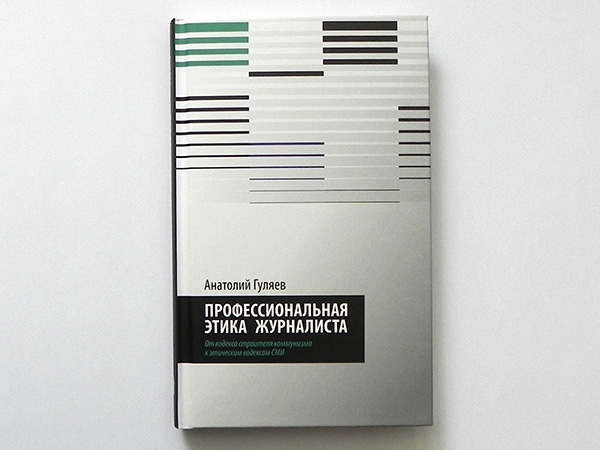 Анатолий Гуляев
ПРОФЕССИОНАЛЬНАЯ
ЭТИКА ЖУРНАЛИСТА
От кодекса строителя коммунизма
к этическим кодексам СМИ